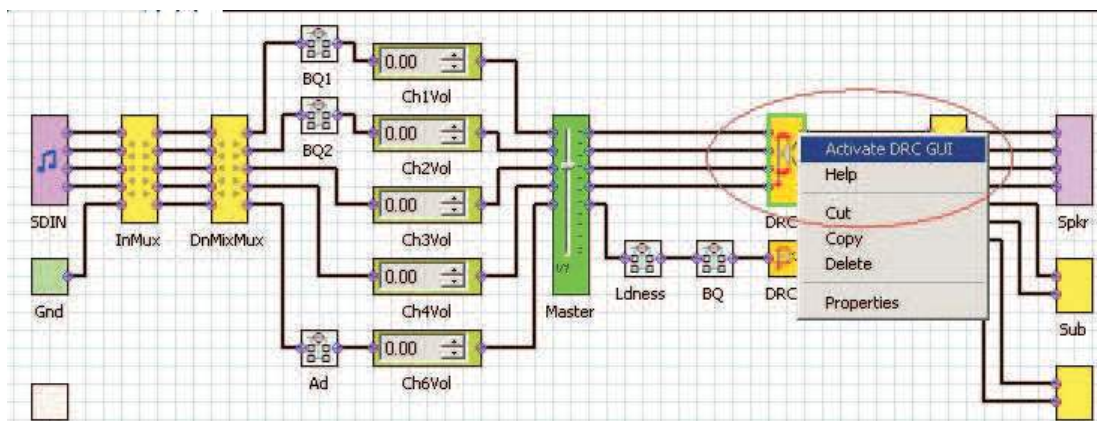 BQ1
0.00
Ch1Vol
BQ2
0.00
Ch2Vol
SDIN
InMux
DnMixMux
0.00
Ch3Vol
Gnd
0.00
Ch4Vol
Ad
0.00
Ch6Vol
Master
Ldness
BQ
DRC
DRC
Activate DRC GUI
Help
Cut
Copy
Delete
Properties
Spkr
Sub